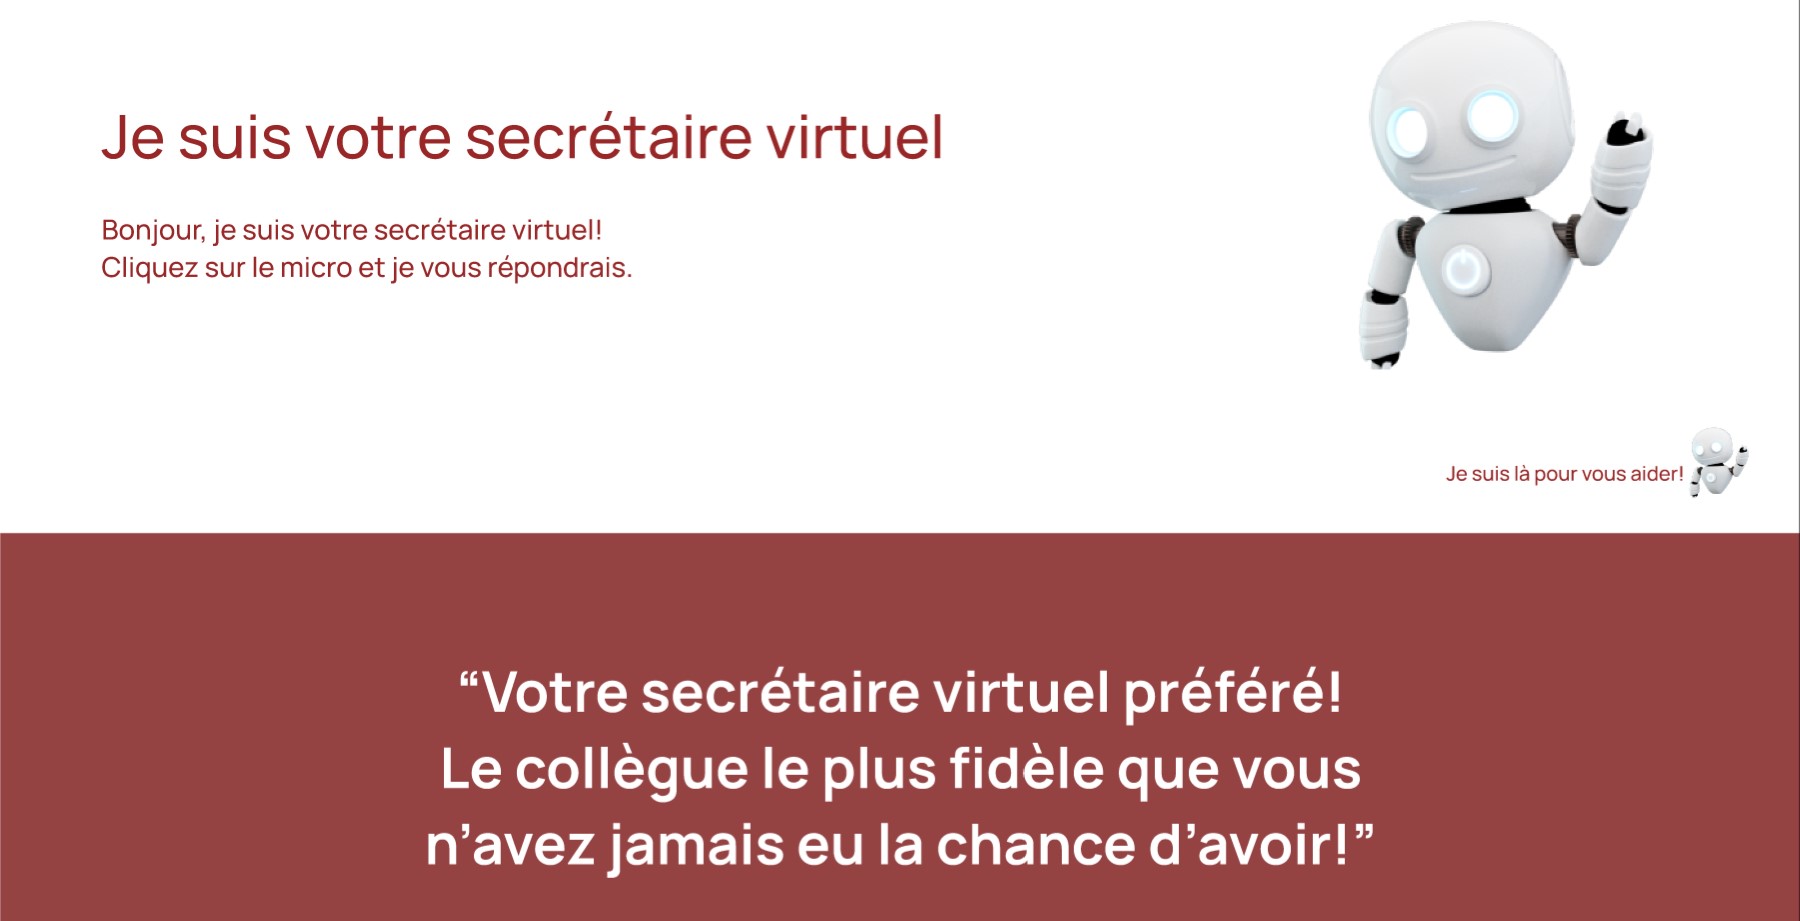 Je suis votre secrétaire virtuel
Bonjour, je suis votre secrétaire virtuel!
Cliquez sur le micro et je vous répondrais.
Je suis là pour vous aider!
“Votre secrétaire virtuel préféré!
Le collègue le plus fidèle que vous
n’avez jamais eu la chance d’avoir!”